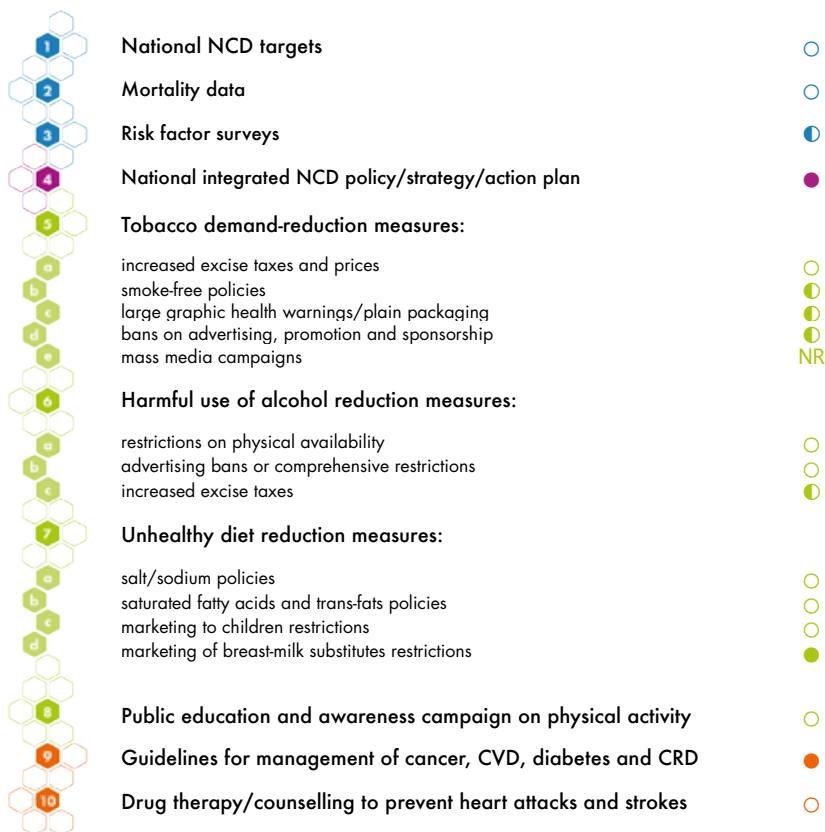 1 National NCD targets ○
2 Mortality data ○
3 Risk factor surveys ◐
4 National integrated NCD policy/strategy/action plan ●
5 Tobacco demand-reduction measures:
a increased excise taxes and prices ○
b smoke-free policies ◐
c large graphic health warnings/plain packaging ◐
d bans on advertising, promotion and sponsorship ◐
e mass media campaigns NR
6 Harmful use of alcohol reduction measures:
a restrictions on physical availability ○
b advertising bans or comprehensive restrictions ○
c increased excise taxes ◐
7 Unhealthy diet reduction measures:
a salt/sodium policies ○
b saturated fatty acids and trans-fats policies ○
c marketing to children restrictions ○
d marketing of breast-milk substitutes restrictions ●
8 Public education and awareness campaign on physical activity ○
9 Guidelines for management of cancer, CVD, diabetes and CRD ●
10 Drug therapy/counselling to prevent heart attacks and strokes ○